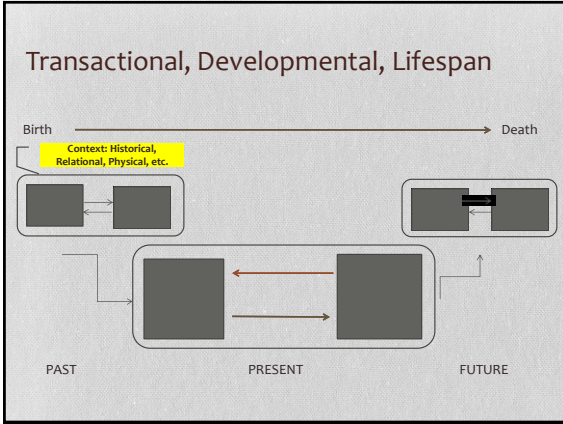 Transactional, Developmental, Lifespan
Birth
Death
Context: Historical,
Relational, Physical, etc.
PAST
PRESENT
FUTURE